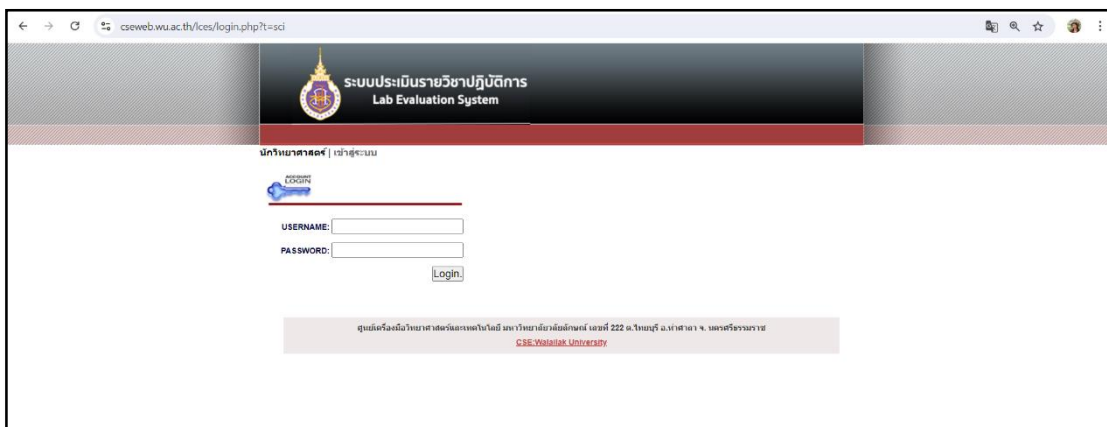 cseweb.wu.ac.th/lces/login.php?t=sci
ระบบประเมินรายวิชาปฏิบัติการ
Lab Evaluation System
นักวิทยาศาสตร์ | เข้าสู่ระบบ
ACCOUNT
LOGIN
USERNAME:
PASSWORD:
Login.
ศูนย์เครื่องมือวิทยาศาสตร์และเทคโนโลยี มหาวิทยาลัยวลัยลักษณ์ เลขที่ 222 ต.ไทยบุรี อ.ท่าศาลา จ. นครศรีธรรมราช
CSE:Walailak University